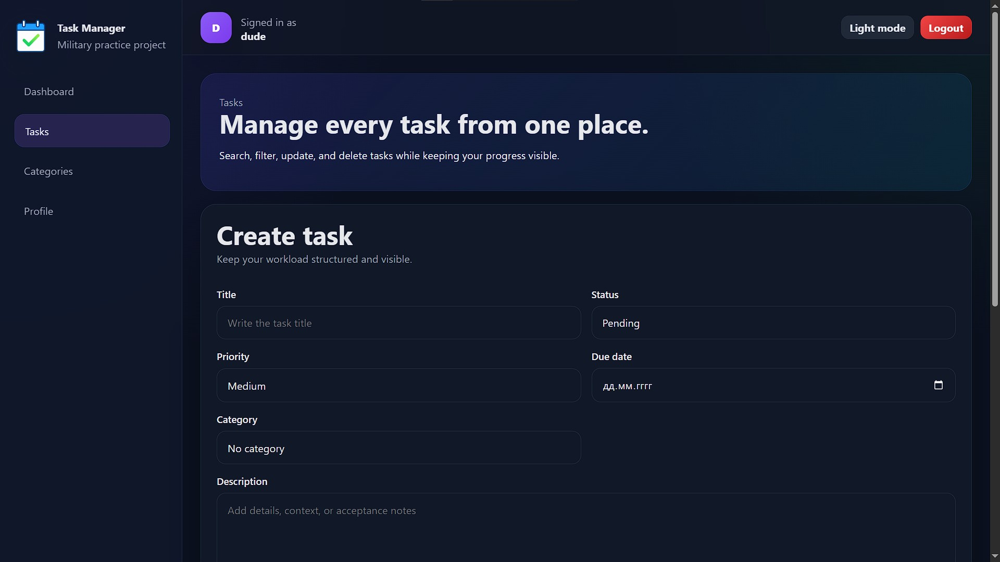 Task Manager
Military practice project
Dashboard
Tasks
Categories
Profile
D
Signed in as
dude
Light mode
Logout
Tasks
Manage every task from one place.
Search, filter, update, and delete tasks while keeping your progress visible.
Create task
Keep your workload structured and visible.
Title
Write the task title
Status
Pending
Priority
Medium
Due date
дд.мм.гггг
Category
No category
Description
Add details, context, or acceptance notes